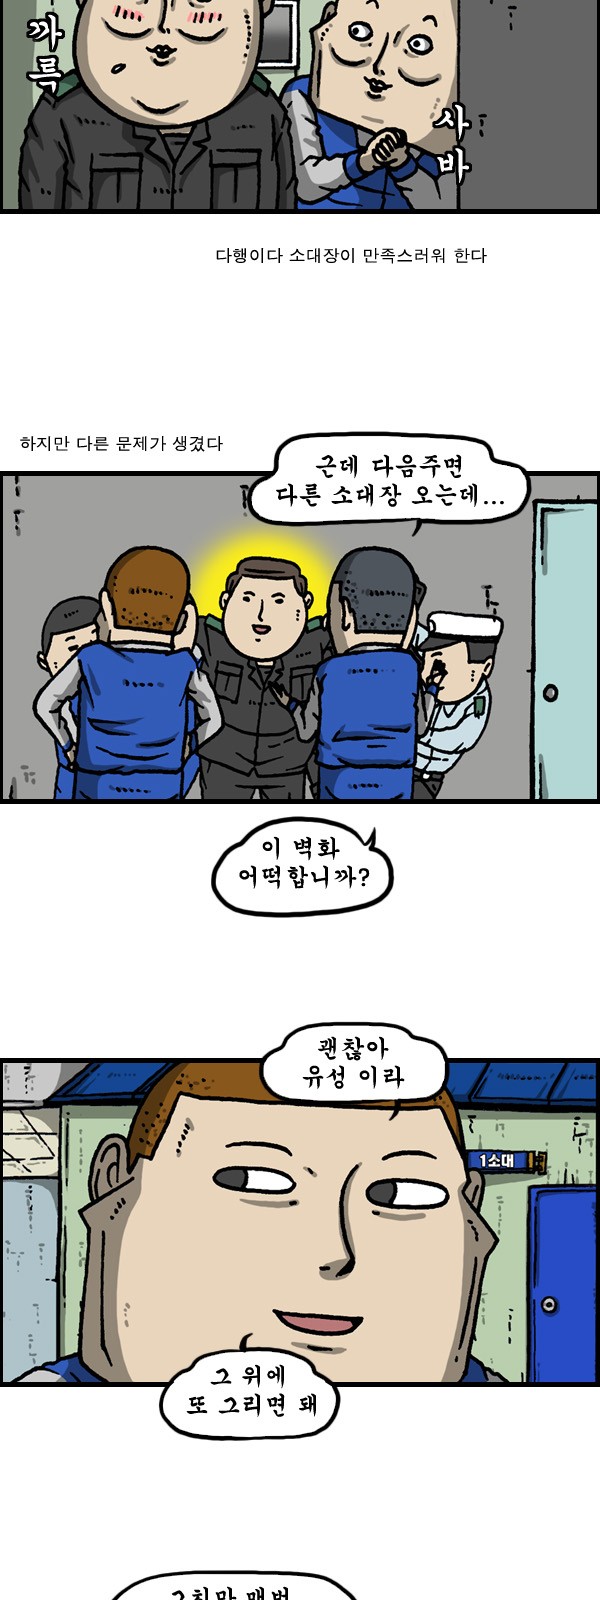 까륵
사바
다행이다 소대장이 만족스러워 한다
하지만 다른 문제가 생겼다
근데 다음주면
다른 소대장 오는데...
이 벽화
어떡합니까?
괜찮아
유성 이라
1소대
그 위에
또 그리면 돼